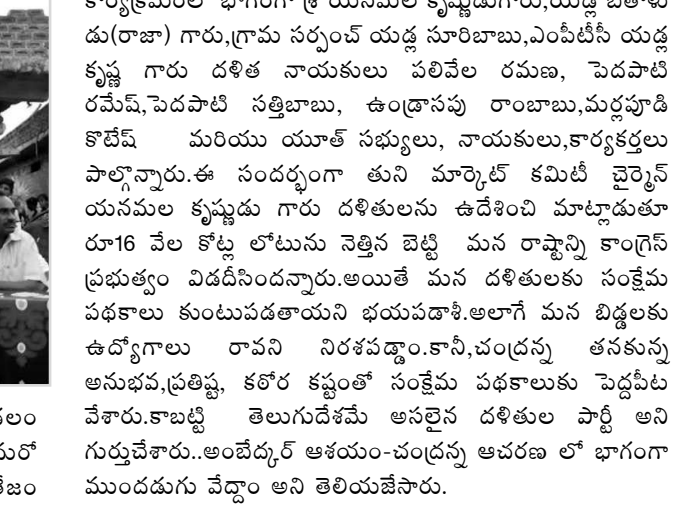 కార్యక్రమంలో భాగంగా శ్రీ యనమల కృష్ణుడుగారు,యడ్ల బతాళు
డు(రాజా) గారు,గ్రామ సర్పంచ్ యడ్ల సూరిబాబు,ఎంపీటీసీ యడ్ల
కృష్ణ గారు దళిత నాయకులు పలివేల రమణ, పెదపాటి
రమేష్,పెదపాటి సత్తిబాబు, ఉండ్రాసపు రాంబాబు,మర్లపూడి
కొటేష్ మరియు యూత్ సభ్యులు, నాయకులు,కార్యకర్తలు
పాల్గొన్నారు.ఈ సందర్భంగా తుని మార్కెట్ కమిటీ చైర్మెన్
యనమల కృష్ణుడు గారు దళితులను ఉదేశించి మాట్లాడుతూ
రూ16 వేల కోట్ల లోటును నెత్తిన బెట్టి మన రాష్టాన్ని కాంగ్రెస్
ప్రభుత్వం విడదీసిందన్నారు.అయితే మన దళితులకు సంక్షేమ
పథకాలు కుంటుపడతాయని భయపడాశీ.అలాగే మన బిడ్డలకు
ఉద్యోగాలు రావని నిరశపడ్డాం.కానీ,చంద్రన్న తనకున్న
అనుభవ,ప్రతిష్ట, కఠోర కష్టంతో సంక్షేమ పథకాలుకు పెద్దపీట
వేశారు.కాబట్టి తెలుగుదేశమే అసలైన దళితుల పార్టీ అని
గుర్తుచేశారు..అంబేద్కర్ ఆశయం-చంద్రన్న ఆచరణ లో భాగంగా
ముందడుగు వేద్దాం అని తెలియజేసారు.